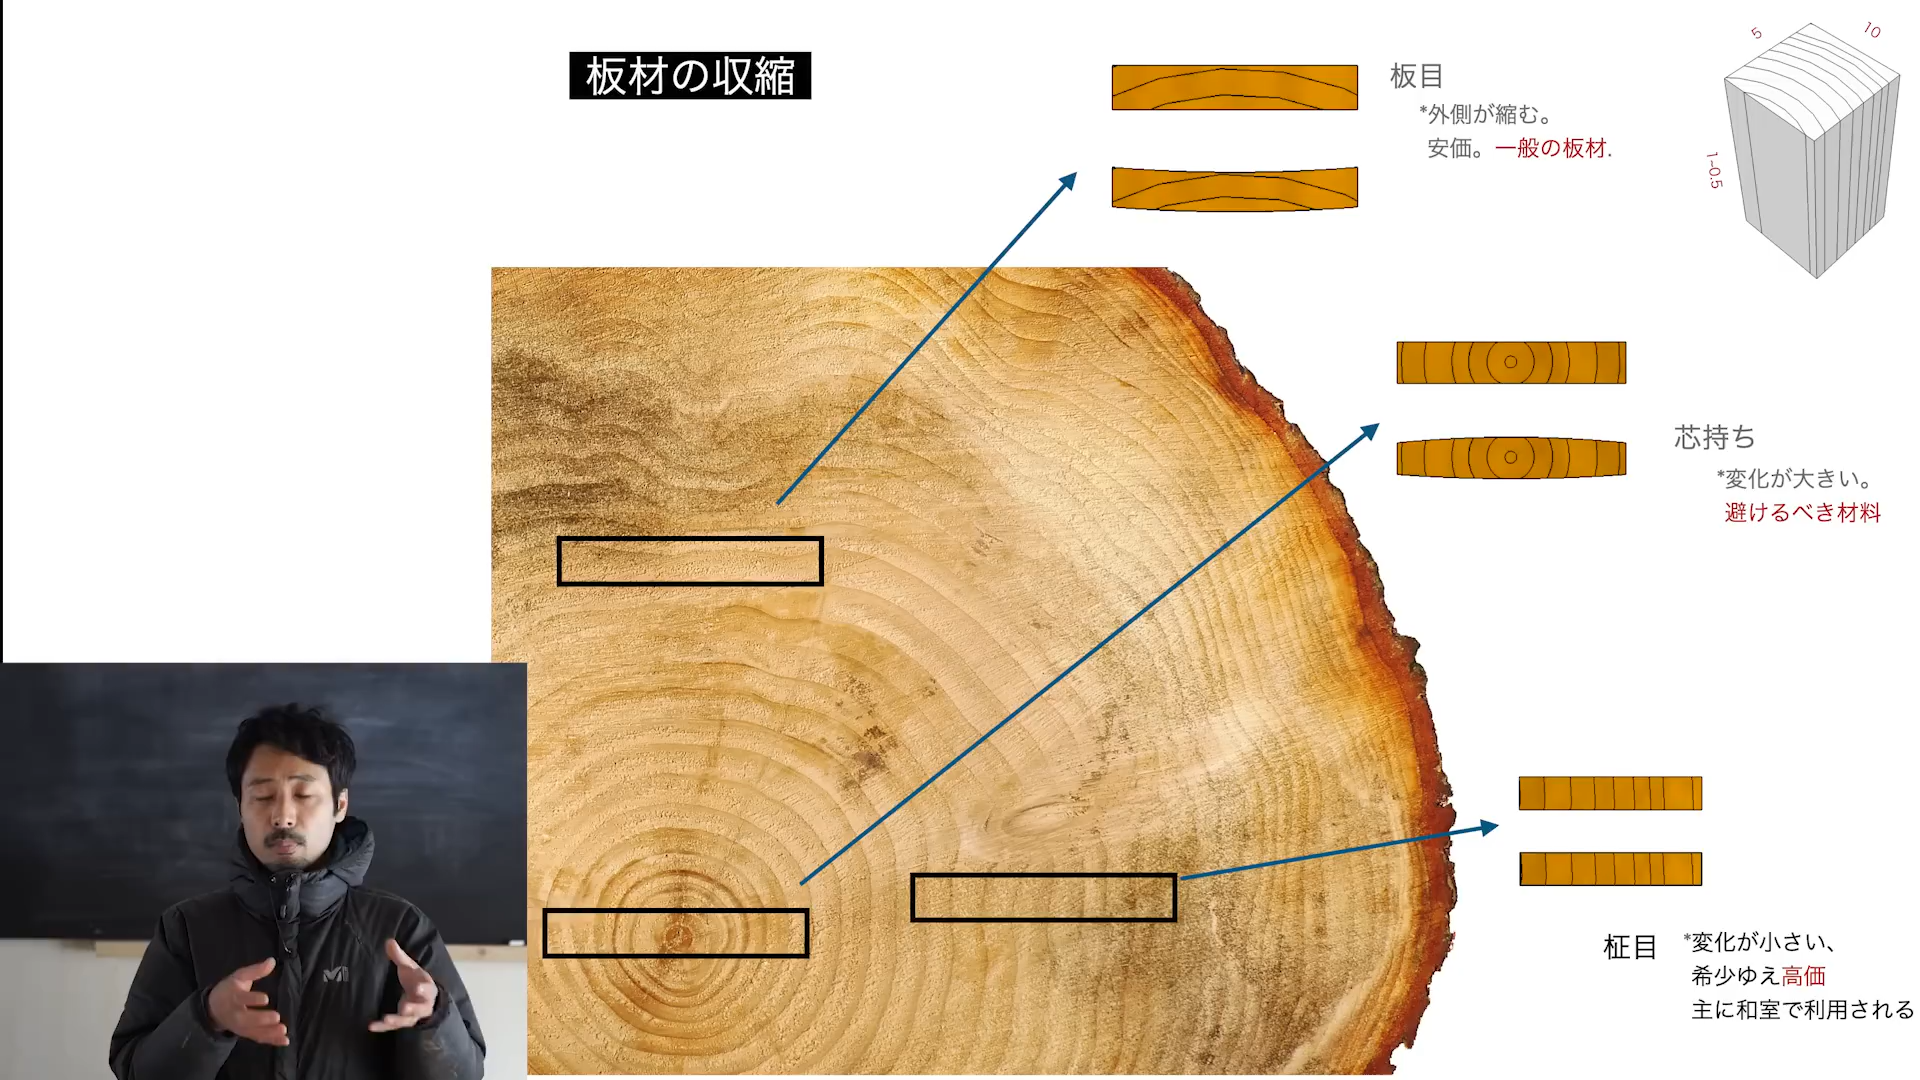 板材の収縮
板目
*外側が縮む。
安価。一般の板材.
5
10
1~0.5
芯持ち
*変化が大きい。
避けるべき材料
柾目
*変化が小さい、
希少ゆえ高価
主に和室で利用される
M